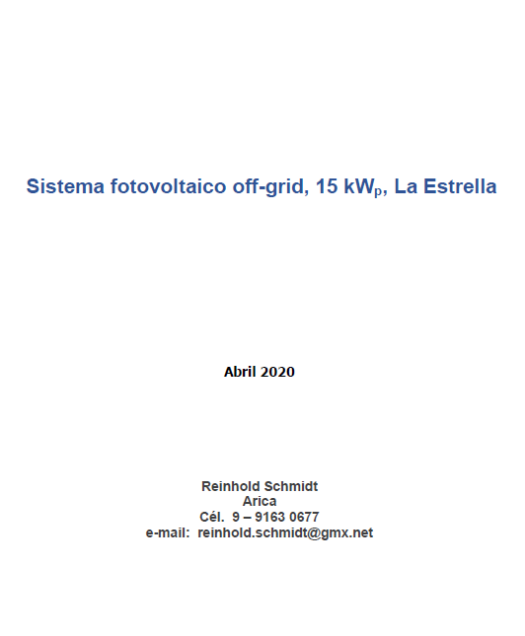 Sistema fotovoltaico off-grid, 15 kWp, La Estrella
Abril 2020
Reinhold Schmidt
Arica
Cél. 9 – 9163 0677
e-mail: reinhold.schmidt@gmx.net